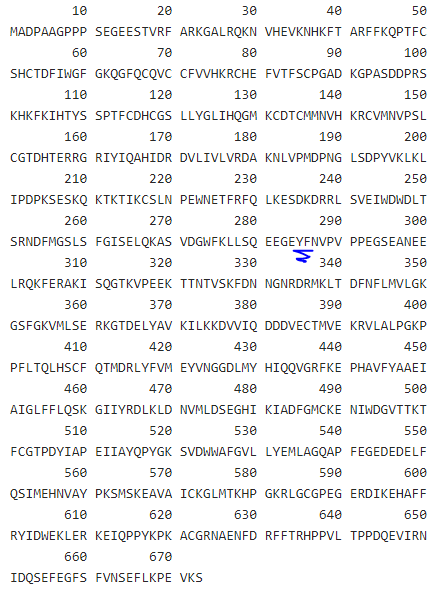 10 20 30 40 50
MADPAAGPPP SEGEESTVRF ARKGALRQKN VHEVKNHKFT ARFFKQPTFC
60 70 80 90 100
SHCTDFIWGF GKQGFQCQVC CFVVHKRCHE FVTFSCPGAD KGPASDDPRS
110 120 130 140 150
KHKFKIHTYS SPTFCDHCGS LLYGLIHQGM KCDTCMMNVH KRCVMNVPSL
160 170 180 190 200
CGTDHTERRG RIYIQAHIDR DVLIVLVRDA KNLVPMDPNG LSDPYVKLKL
210 220 230 240 250
IPDPKSESKQ KTKTIKCSLN PEWNETFRFQ LKESDKDRRL SVEIWDWDLT
260 270 280 290 300
SRNDFMGSLS FGISELQKAS VDGWFKLLSQ EEGEYFNVPV PPEGSEANEE
310 320 330 340 350
LRQKFERAKI SQGTKVPEEK TTNTVSKFDN NGNRDRMKLT DFNFLMVLGK
360 370 380 390 400
GSFGKVMLSE RKGTDELYAV KILKKDVVIQ DDDVECTMVE KRVLALPGKP
410 420 430 440 450
PFLTQLHSCF QTMDRLYFVM EYVNGGDLMY HIQQVGRFKE PHAVFYAAEI
460 470 480 490 500
AIGLFFLQSK GIIYRDLKLD NVMLDSEGHI KIADFGMCKE NIWDGVTTKT
510 520 530 540 550
FCGTPDYIAP EIIAYQPYGK SVDWWAFGVL LYEMLAGQAP FEGEDEDELF
560 570 580 590 600
QSIMEHNVAY PKSMSKEAVA ICKGLMTKHP GKRLGCGPEG ERDIKEHAFF
610 620 630 640 650
RYIDWEKLER KEIQPPYKPK ACGRNAENFD RFFTRHPPVL TPPDQEVIRN
660 670
IDQSEFEGFS FVNSEFLKPE VKS